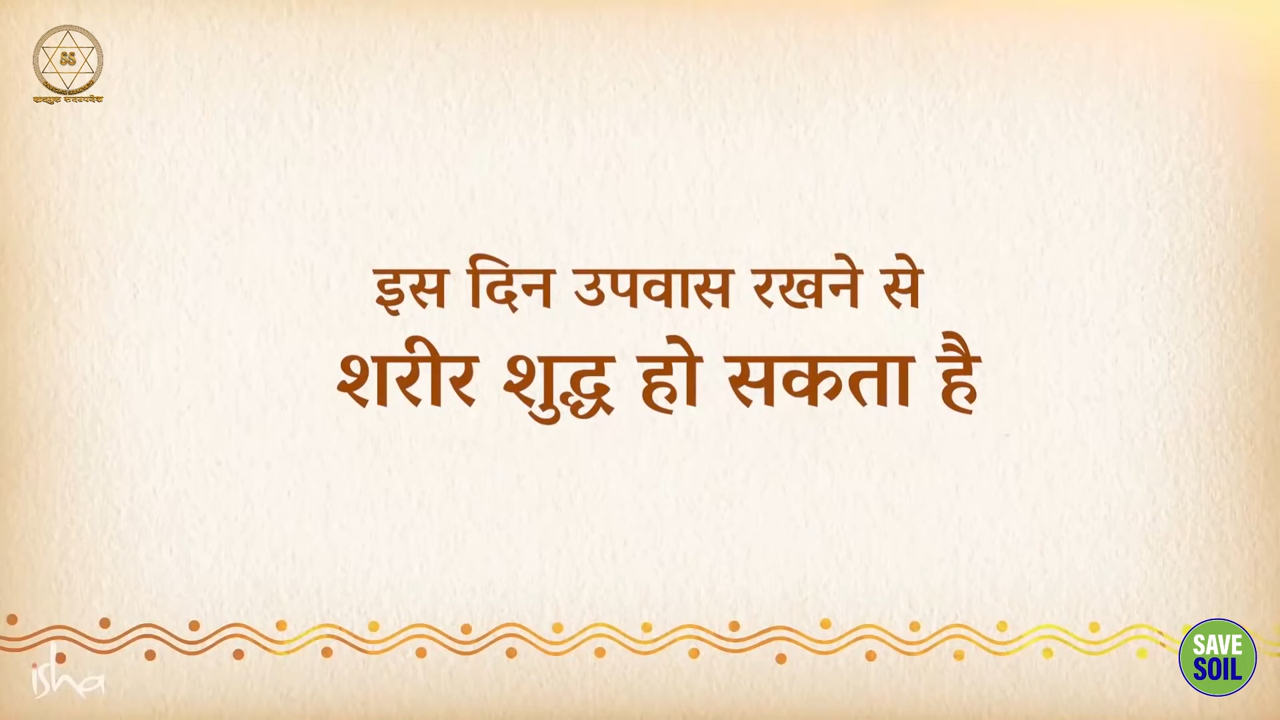 इस दिन उपवास रखने से
शरीर शुद्ध हो सकता है
isha
SAVE
SOIL